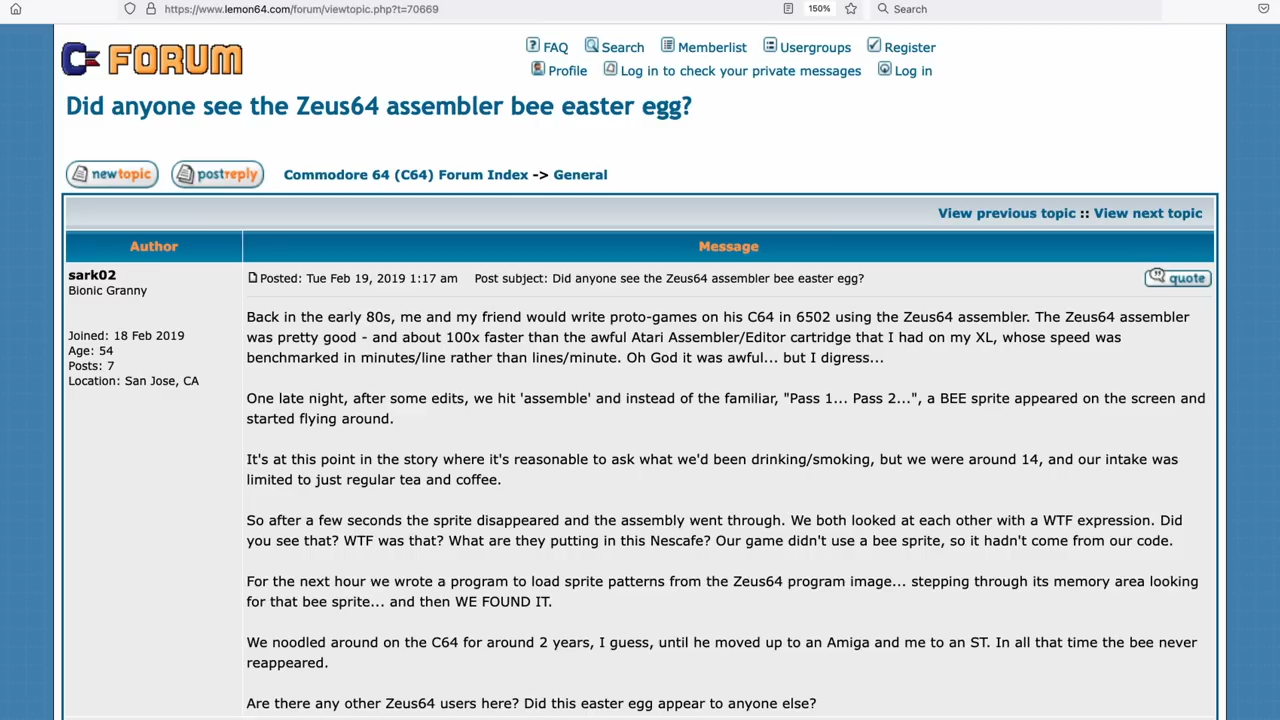 https://www.lemon64.com/forum/viewtopic.php?t=70669
150%
Search
C= FORUM
FAQ Search Memberlist Usergroups Register
Profile Log in to check your private messages Log in
Did anyone see the Zeus64 assembler bee easter egg?
newtopic postreply Commodore 64 (C64) Forum Index -> General
View previous topic :: View next topic
Author Message
sark02
Bionic Granny
Joined: 18 Feb 2019
Age: 54
Posts: 7
Location: San Jose, CA
Posted: Tue Feb 19, 2019 1:17 am Post subject: Did anyone see the Zeus64 assembler bee easter egg?
quote
Back in the early 80s, me and my friend would write proto-games on his C64 in 6502 using the Zeus64 assembler. The Zeus64 assembler
was pretty good - and about 100x faster than the awful Atari Assembler/Editor cartridge that I had on my XL, whose speed was
benchmarked in minutes/line rather than lines/minute. Oh God it was awful... but I digress...
One late night, after some edits, we hit 'assemble' and instead of the familiar, "Pass 1... Pass 2...", a BEE sprite appeared on the screen and
started flying around.
It's at this point in the story where it's reasonable to ask what we'd been drinking/smoking, but we were around 14, and our intake was
limited to just regular tea and coffee.
So after a few seconds the sprite disappeared and the assembly went through. We both looked at each other with a WTF expression. Did
you see that? WTF was that? What are they putting in this Nescafe? Our game didn't use a bee sprite, so it hadn't come from our code.
For the next hour we wrote a program to load sprite patterns from the Zeus64 program image... stepping through its memory area looking
for that bee sprite... and then WE FOUND IT.
We noodled around on the C64 for around 2 years, I guess, until he moved up to an Amiga and me to an ST. In all that time the bee never
reappeared.
Are there any other Zeus64 users here? Did this easter egg appear to anyone else?